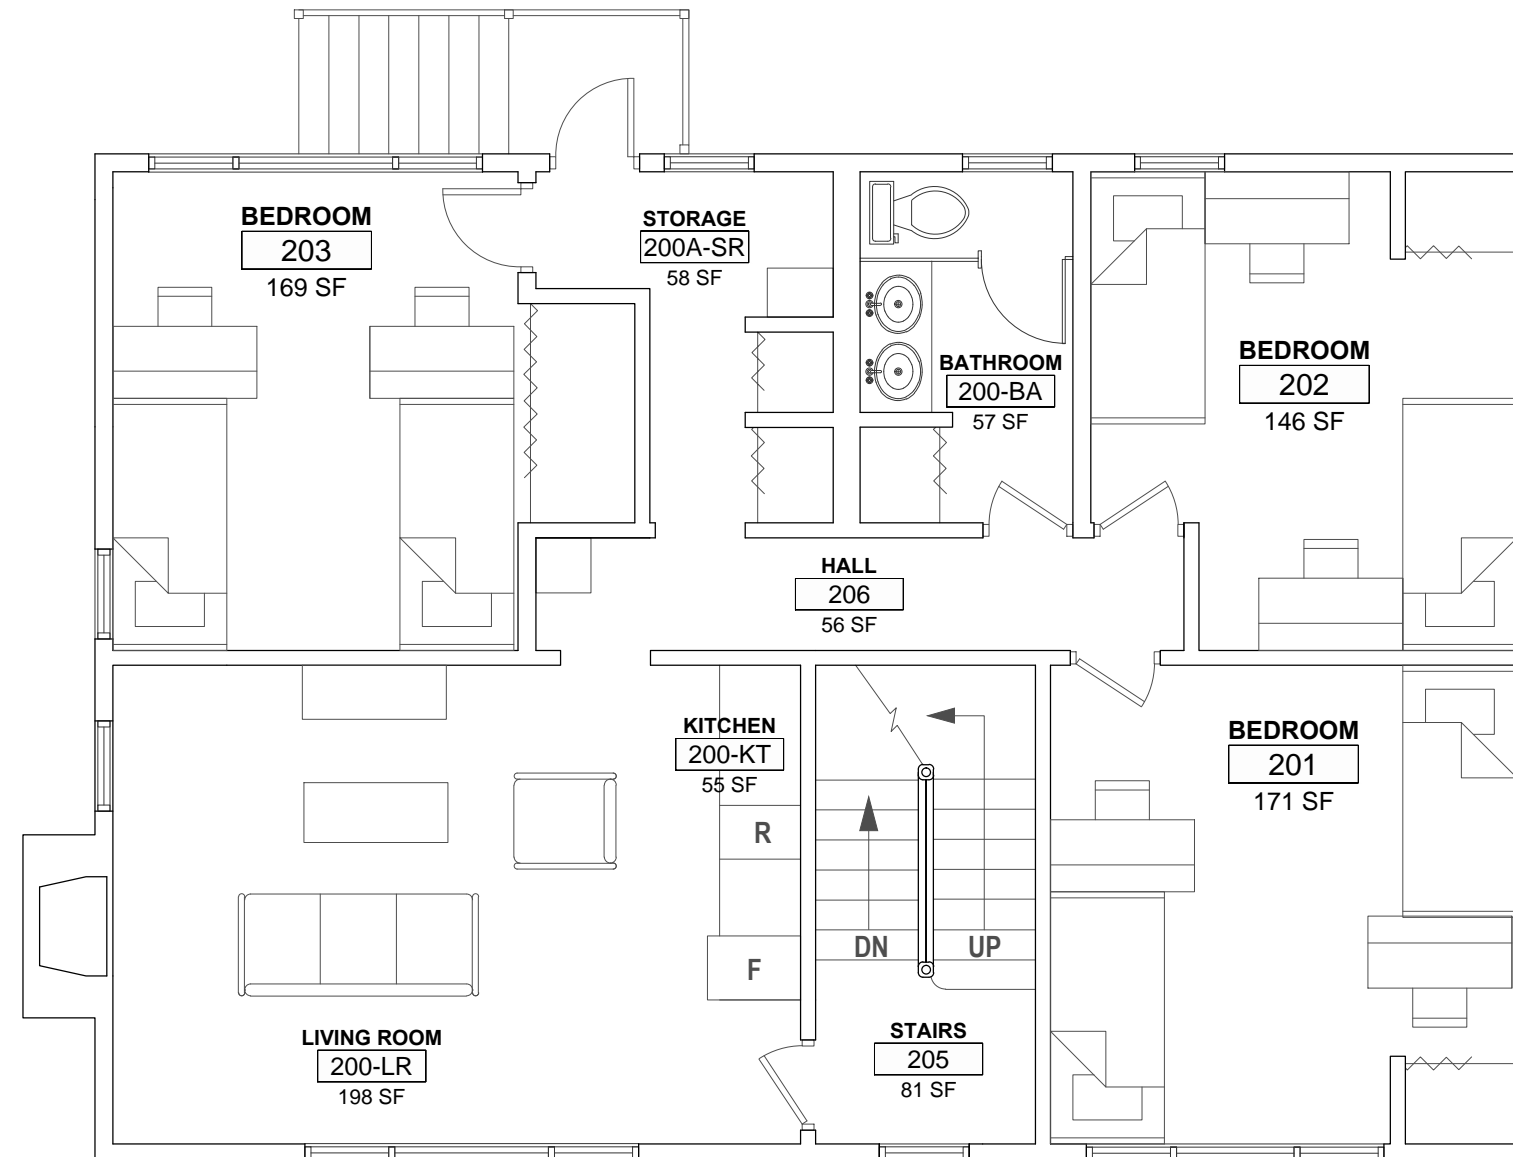 BEDROOM
203
169 SF
STORAGE
200A-SR
58 SF
BATHROOM
200-BA
57 SF
BEDROOM
202
146 SF
HALL
206
56 SF
KITCHEN
200-KT
55 SF
R
F
DN
UP
BEDROOM
201
171 SF
LIVING ROOM
200-LR
198 SF
STAIRS
205
81 SF